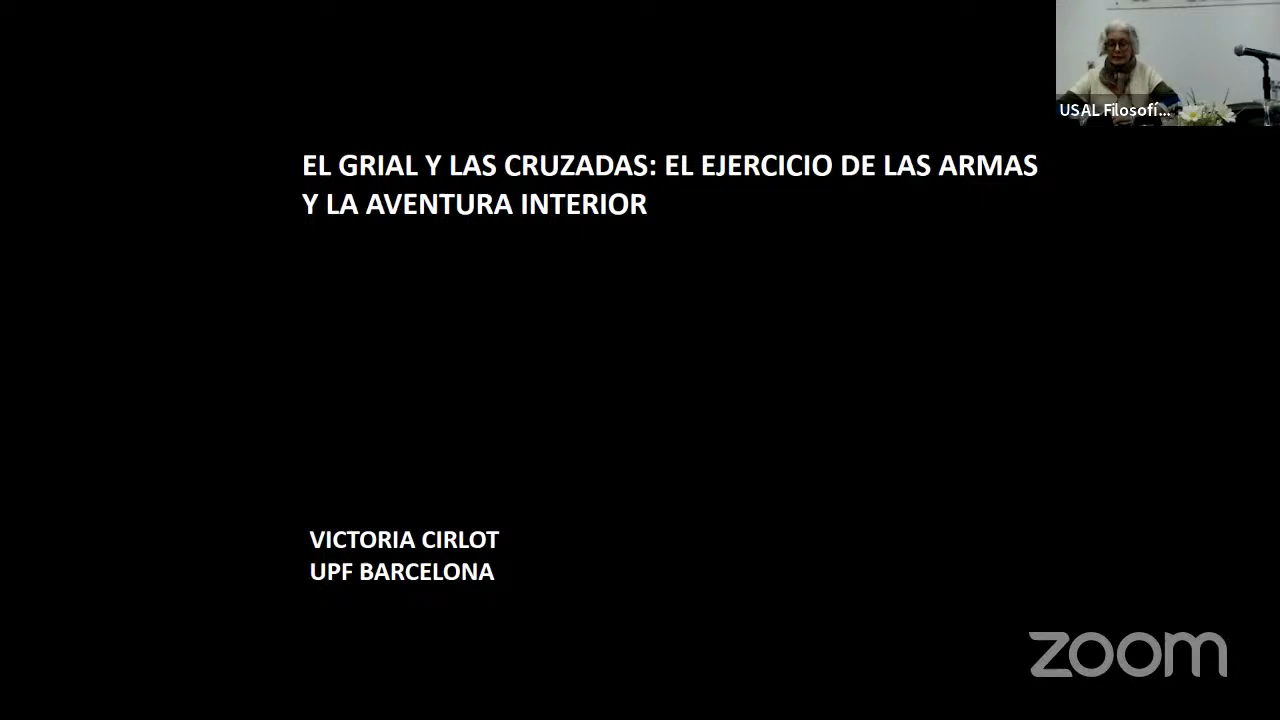 USAL Filosofí...
EL GRIAL Y LAS CRUZADAS: EL EJERCICIO DE LAS ARMAS
Y LA AVENTURA INTERIOR
VICTORIA CIRLOT
UPF BARCELONA
zoom